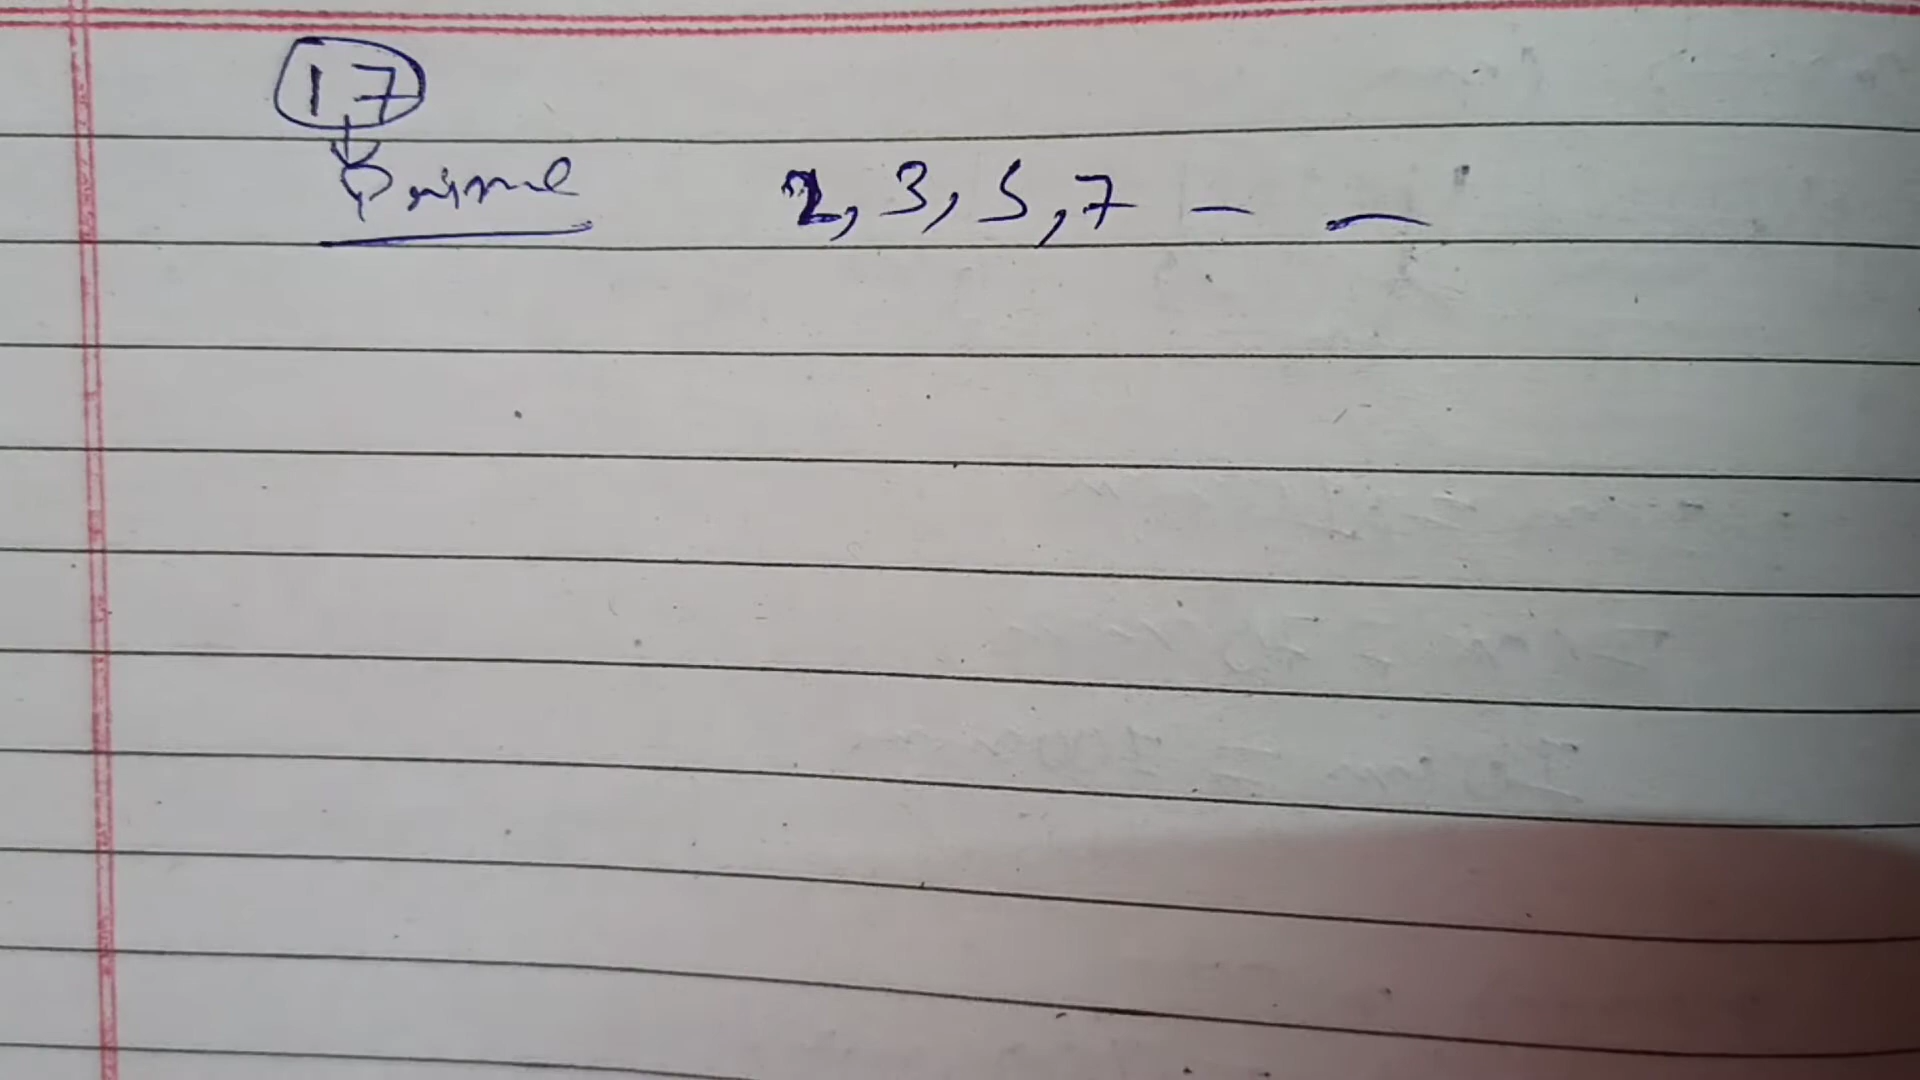 17
Prime 2, 3, 5, 7 — —